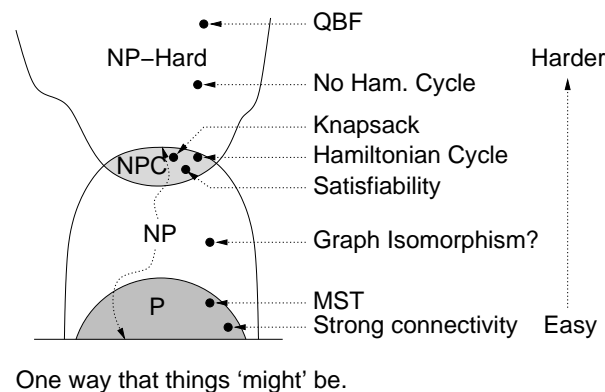 QBF
NP−Hard
Harder
No Ham. Cycle
Knapsack
NPC
Hamiltonian Cycle
Satisfiability
NP
Graph Isomorphism?
MST
P
Strong connectivity
Easy
One way that things ‘might’ be.